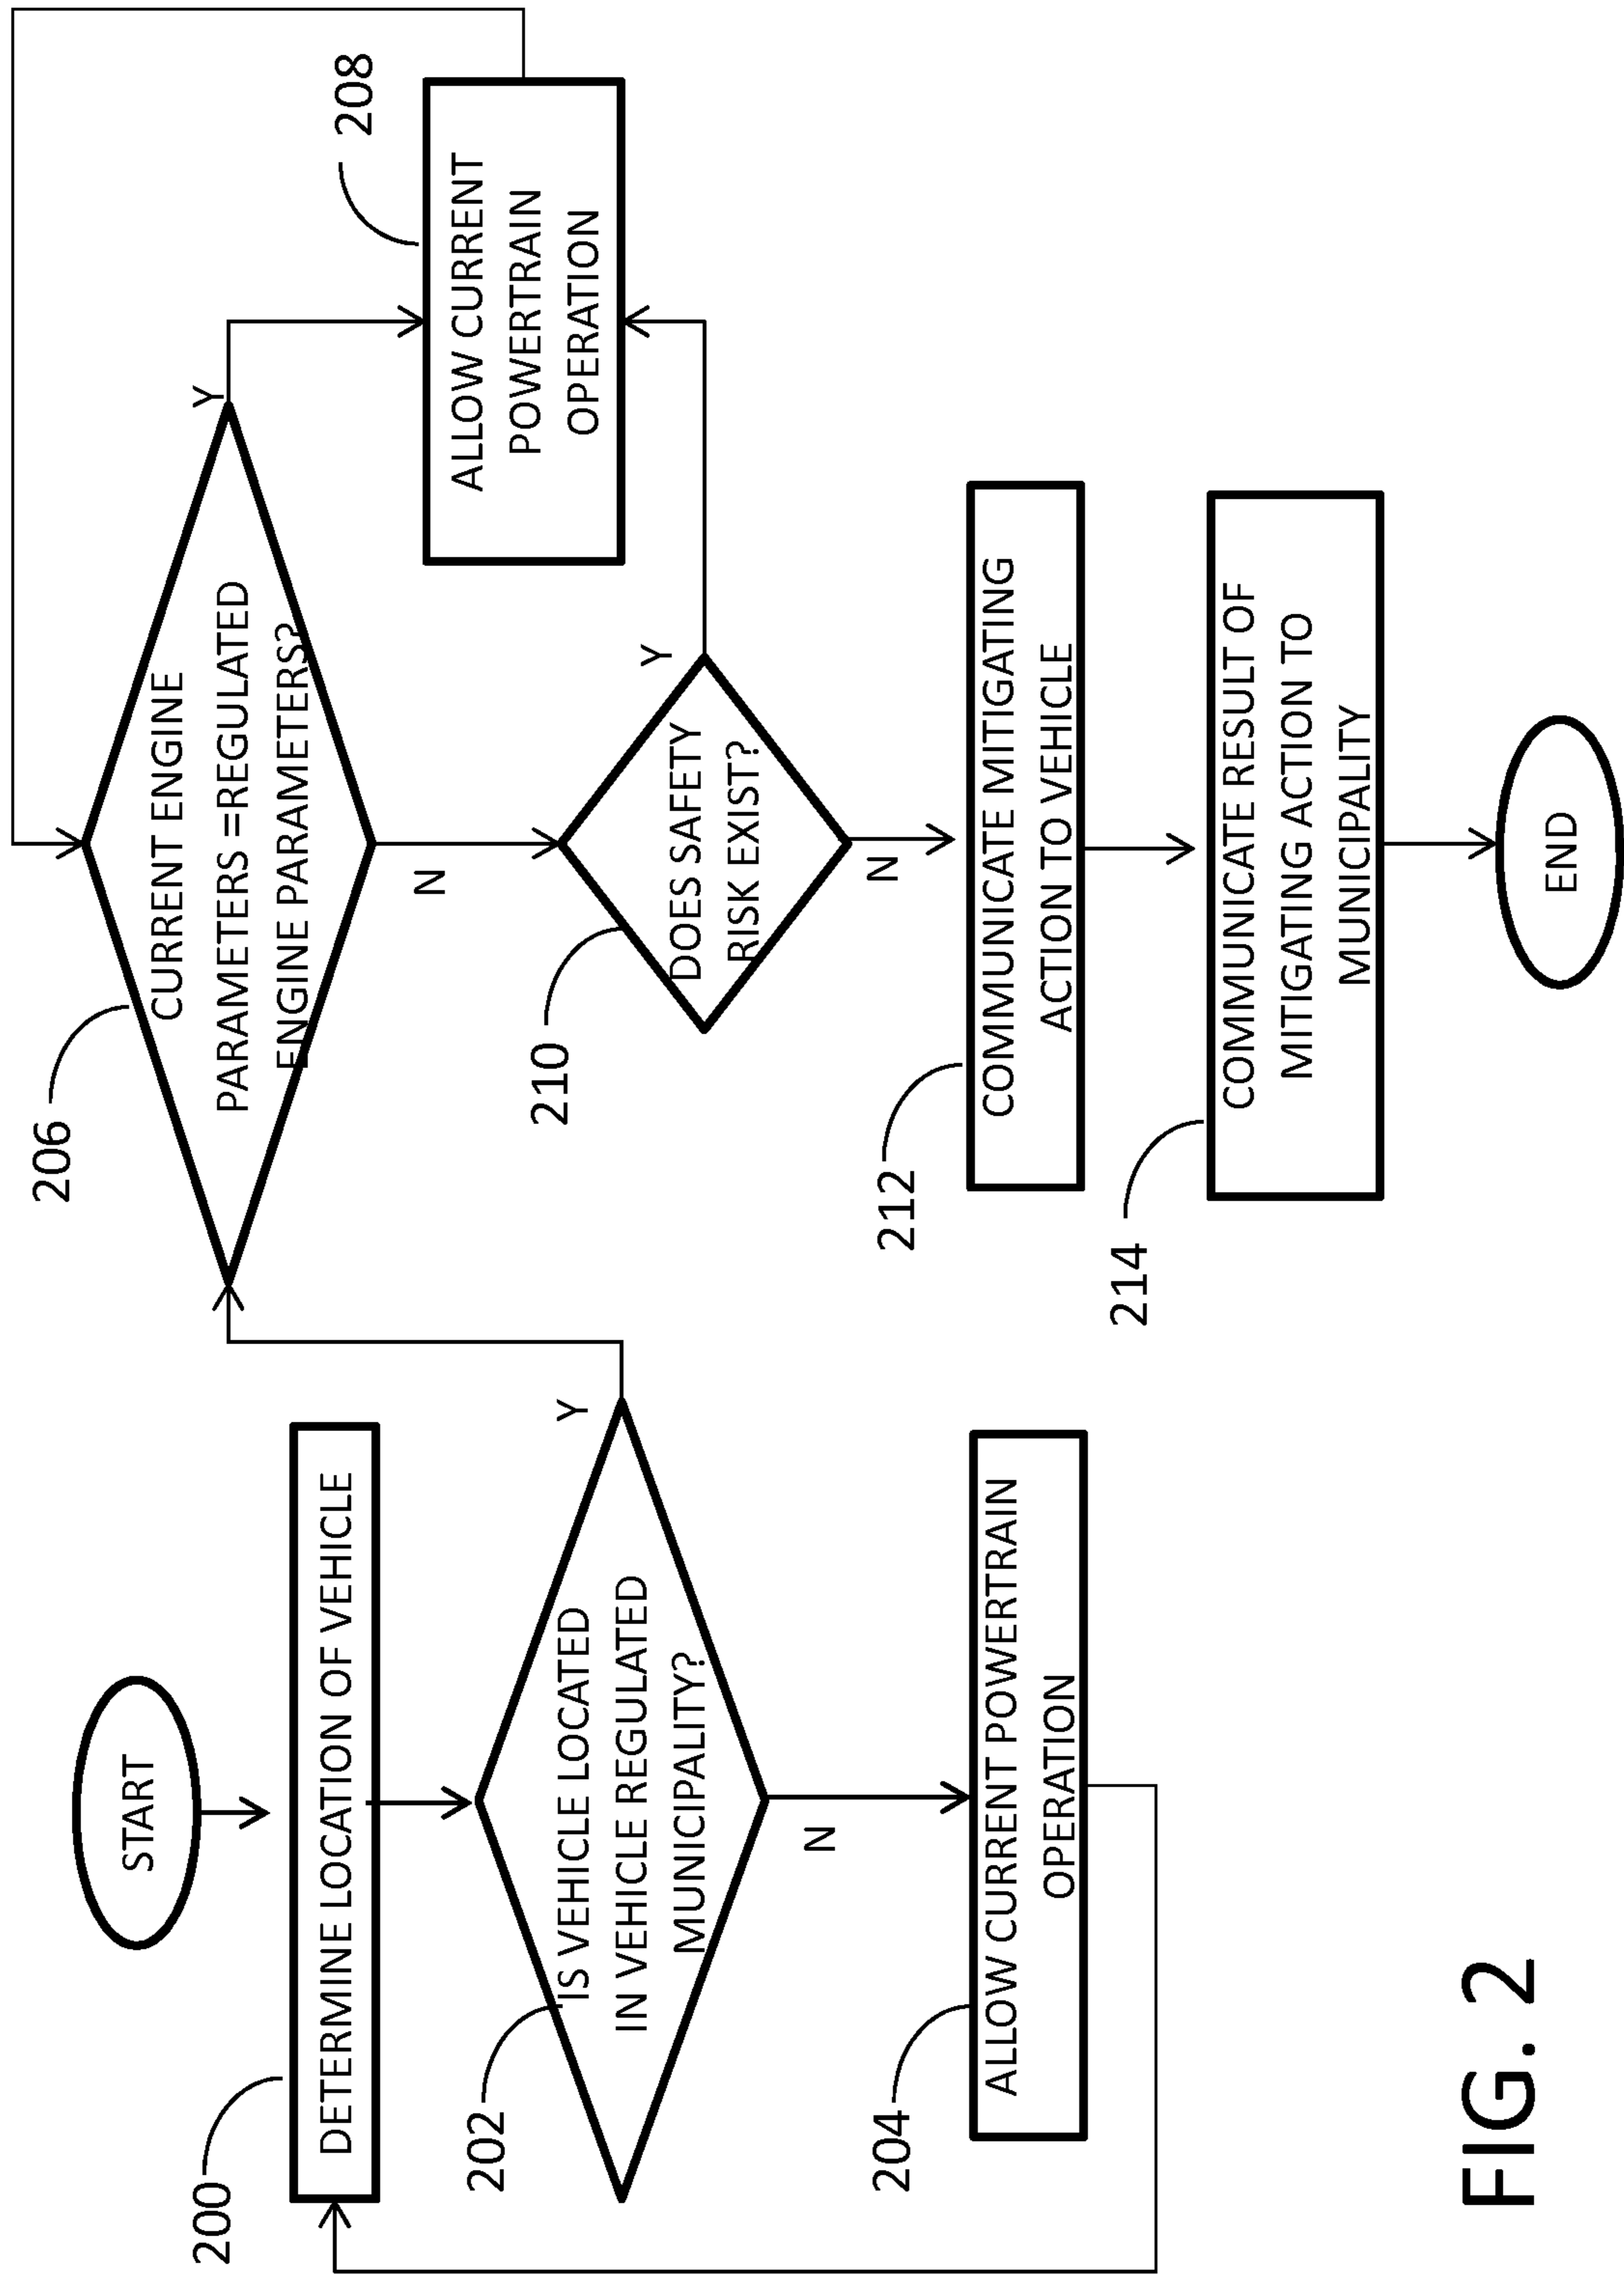 START
200
DETERMINE LOCATION OF VEHICLE
202
IS VEHICLE LOCATED
IN VEHICLE REGULATED
MUNICIPALITY?
Y
N
204
ALLOW CURRENT POWERTRAIN
OPERATION
206
CURRENT ENGINE
PARAMETERS =REGULATED
ENGINE PARAMETERS?
Y
N
208
ALLOW CURRENT
POWERTRAIN
OPERATION
210
DOES SAFETY
RISK EXIST?
Y
N
212
COMMUNICATE MITIGATING
ACTION TO VEHICLE
214
COMMUNICATE RESULT OF
MITIGATING ACTION TO
MUNICIPALITY
END
FIG. 2